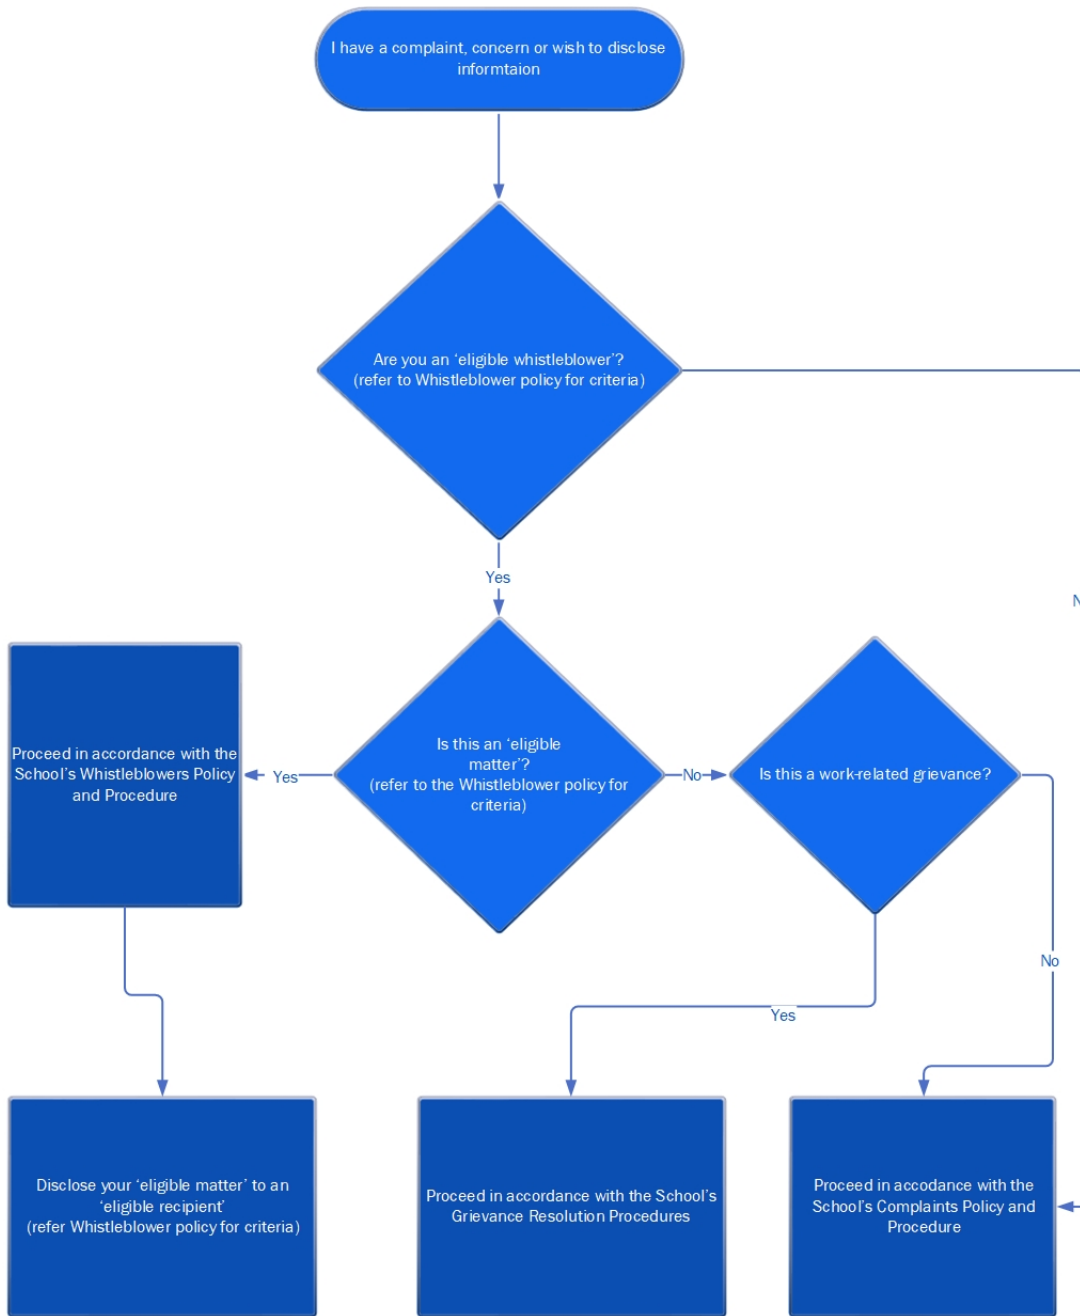 I have a complaint, concern or wish to disclose
informtaion
Are you an ‘eligible whistleblower’?
(refer to Whistleblower policy for criteria)
Yes
Proceed in accordance with the
School’s Whistleblowers Policy
and Procedure
Yes
Is this an ‘eligible
matter’?
(refer to the Whistleblower policy for
criteria)
No
Is this a work-related grievance?
No
Yes
Disclose your ‘eligible matter’ to an
‘eligible recipient’
(refer Whistleblower policy for criteria)
Proceed in accordance with the School’s
Grievance Resolution Procedures
Proceed in accodance with the
School’s Complaints Policy and
Procedure